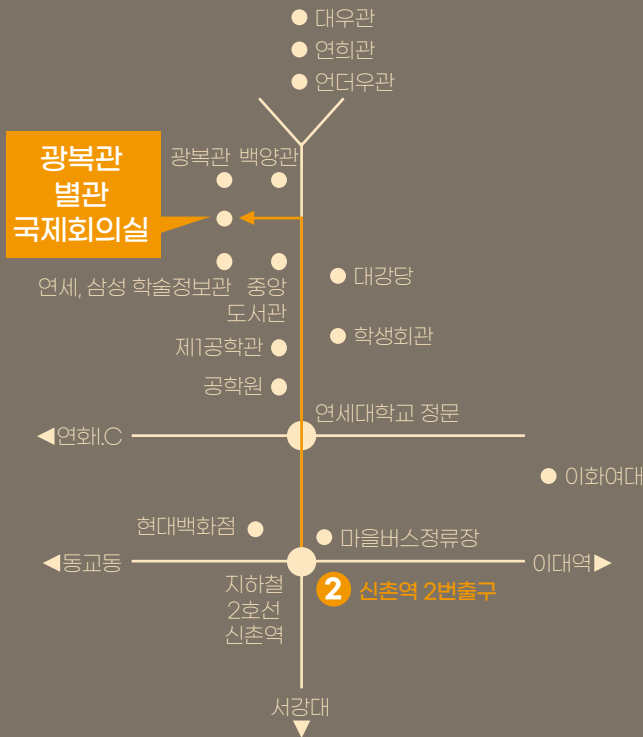 대우관
연희관
언더우관
광복관
별관
국제회의실
광복관
백양관
연세, 삼성 학술정보관
중앙
도서관
대강당
학생회관
제1공학관
공학원
연세대학교 정문
◀연희I.C
이화여대
현대백화점
마을버스정류장
◀동교동
이대역▶
지하철
2호선
신촌역
2 신촌역 2번출구
서강대
▼